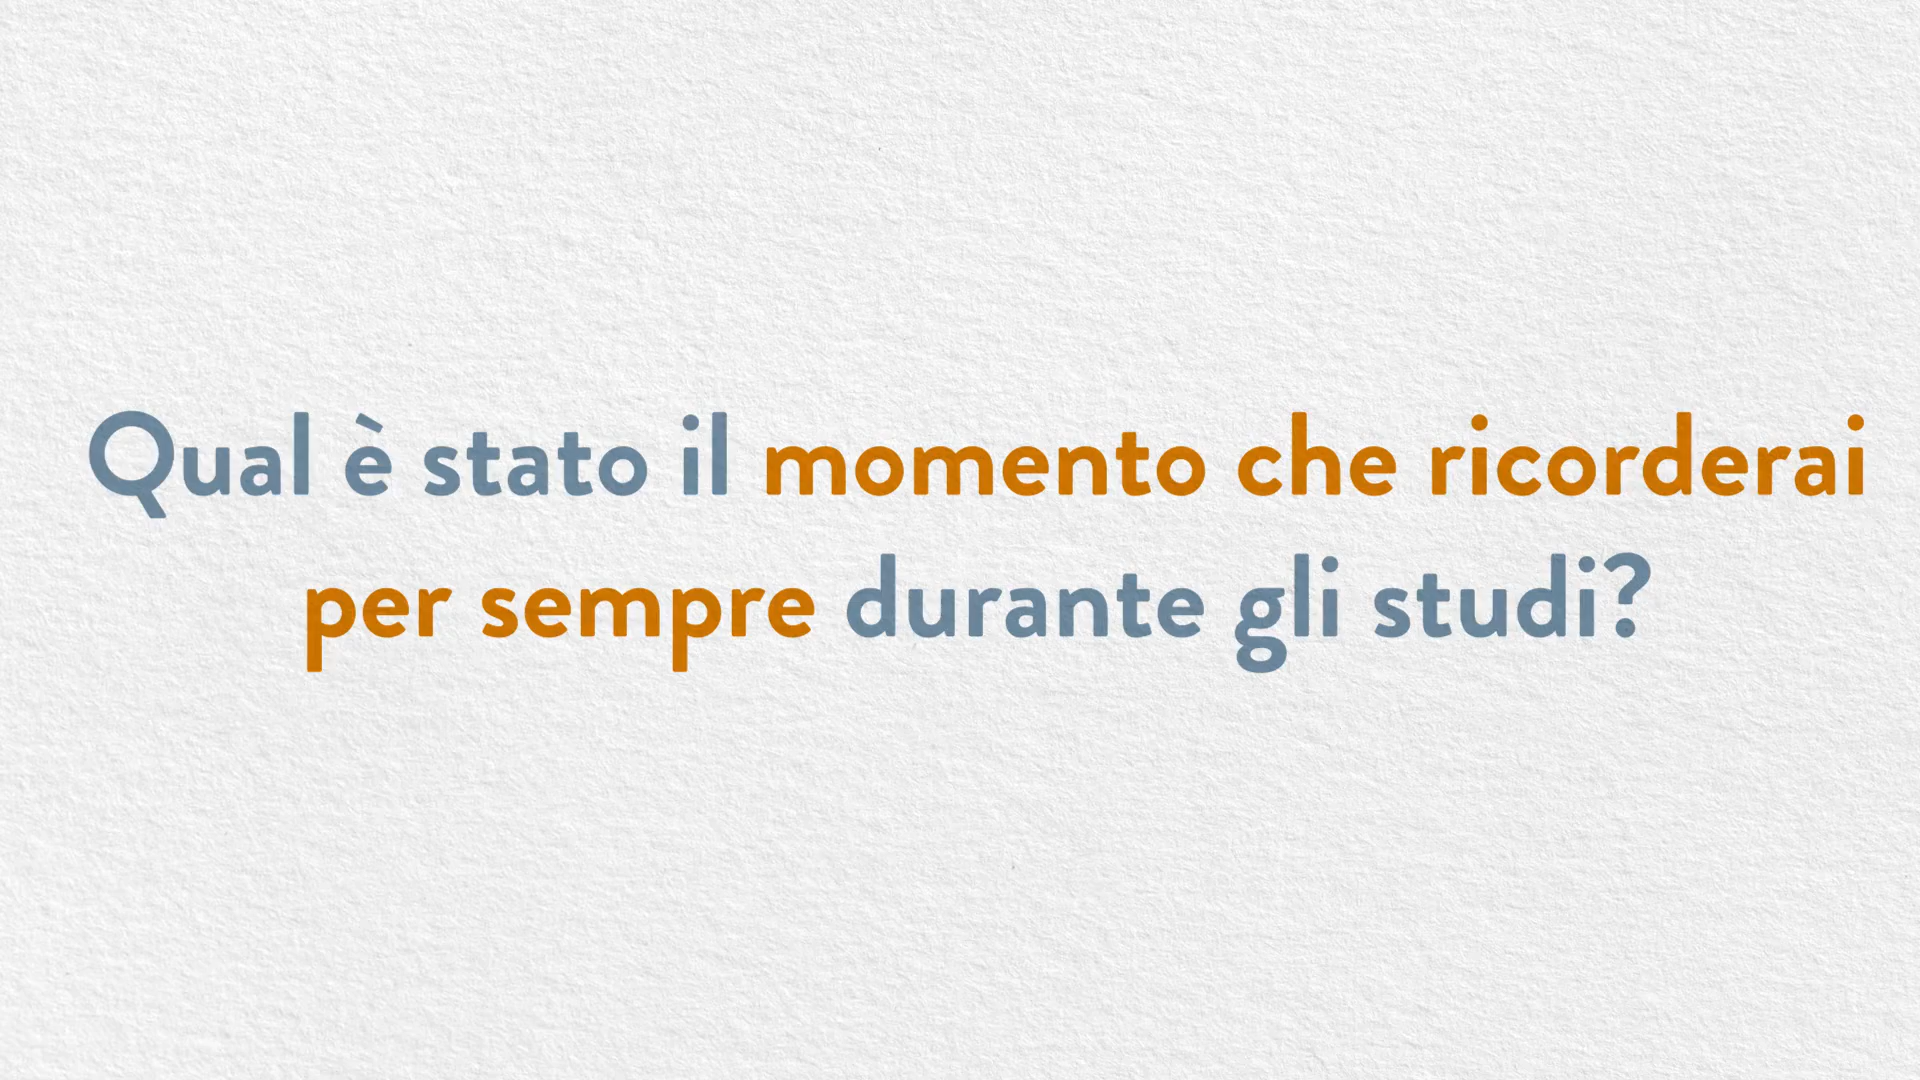 Qual è stato il momento che ricorderai
per sempre durante gli studi?